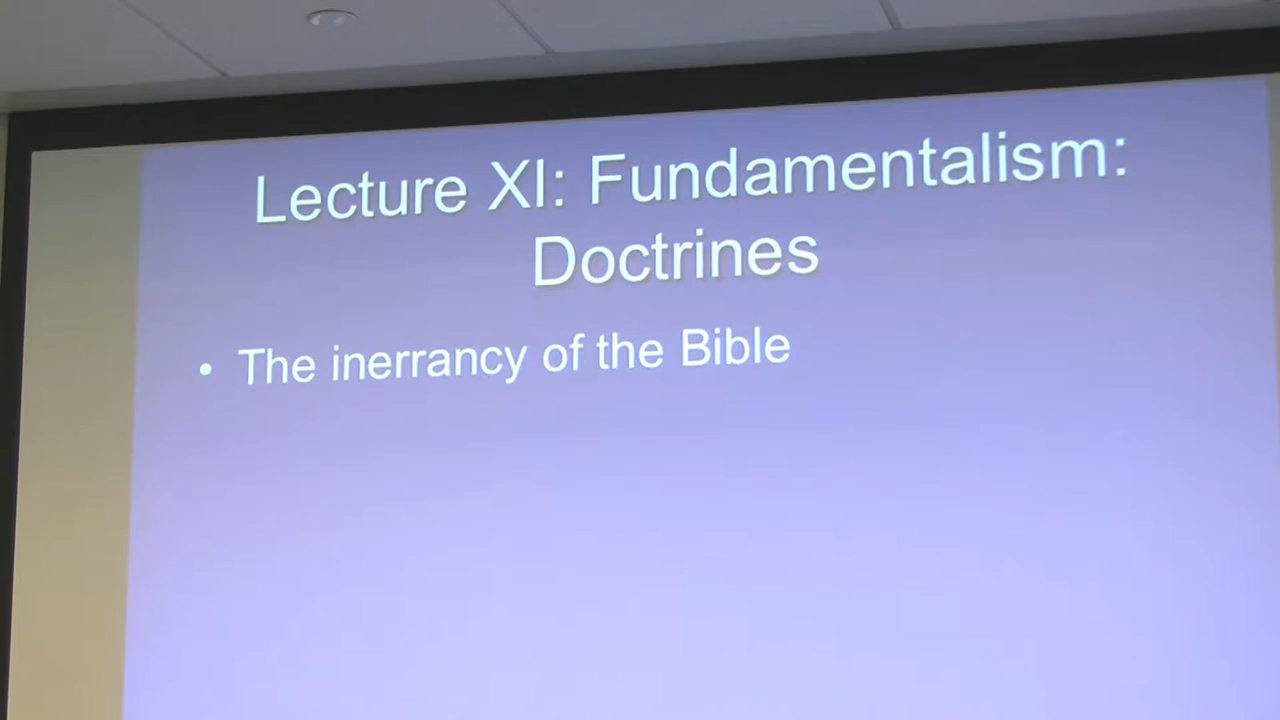 Lecture XI: Fundamentalism:
Doctrines
• The inerrancy of the Bible